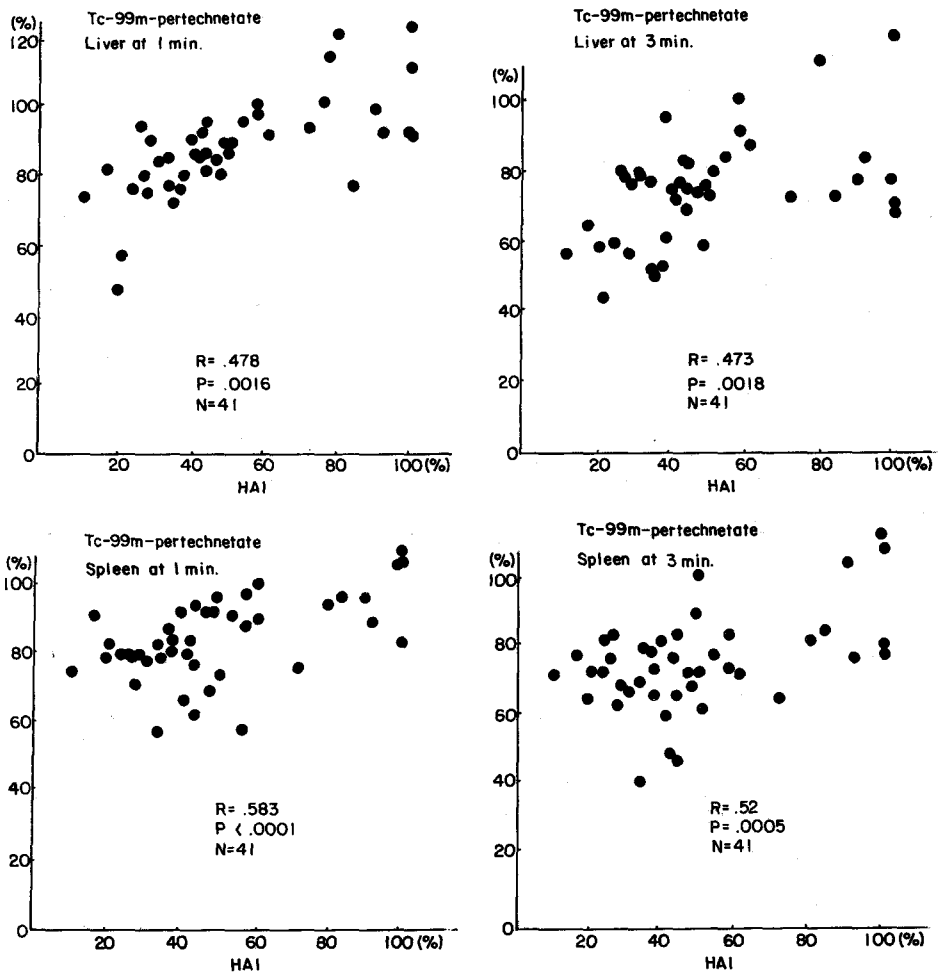 (%)
Tc-99m-pertechnetate
Liver at 1 min.
120
100
80
60
40
20
0
R= .478
P= .0016
N=41
20 40 60 80 100(%)
HAI
Tc-99m-pertechnetate
Liver at 3 min.
(%)
100
80
60
40
20
0
R= .473
P= .0018
N=41
20 40 60 80 100(%)
HAI
Tc-99m-pertechnetate
(%)
Spleen at 1 min.
100
80
60
40
20
0
R= .583
P < .0001
N=41
20 40 60 80 100(%)
HAI
Tc-99m-pertechnetate
(%)
Spleen at 3 min.
100
80
60
40
20
0
R= .52
P= .0005
N=41
20 40 60 80 100(%)
HAI